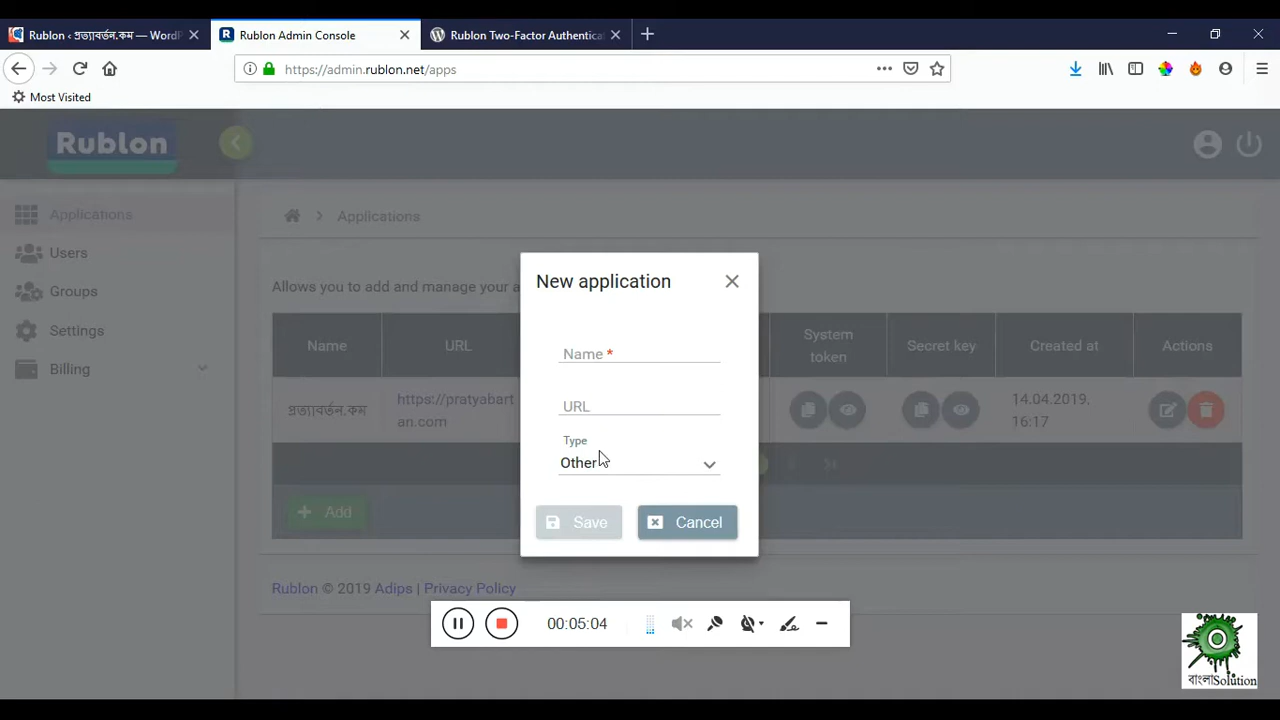 Rublon ‹ প্রত্যাবর্তন.কম — WordP
Rublon Admin Console
Rublon Two-Factor Authenticat
https://admin.rublon.net/apps
Most Visited
Rublon
Applications
Users
Groups
Settings
Billing
Applications
Allows you to add and manage your a
Name
URL
System
token
Secret key
Created at
Actions
প্রত্যাবর্তন.কম
https://pratyabart
an.com
14.04.2019,
16:17
Add
New application
Name *
URL
Type
Other
Save
Cancel
Rublon © 2019 Adips | Privacy Policy
00:05:04
বাংলাSolution